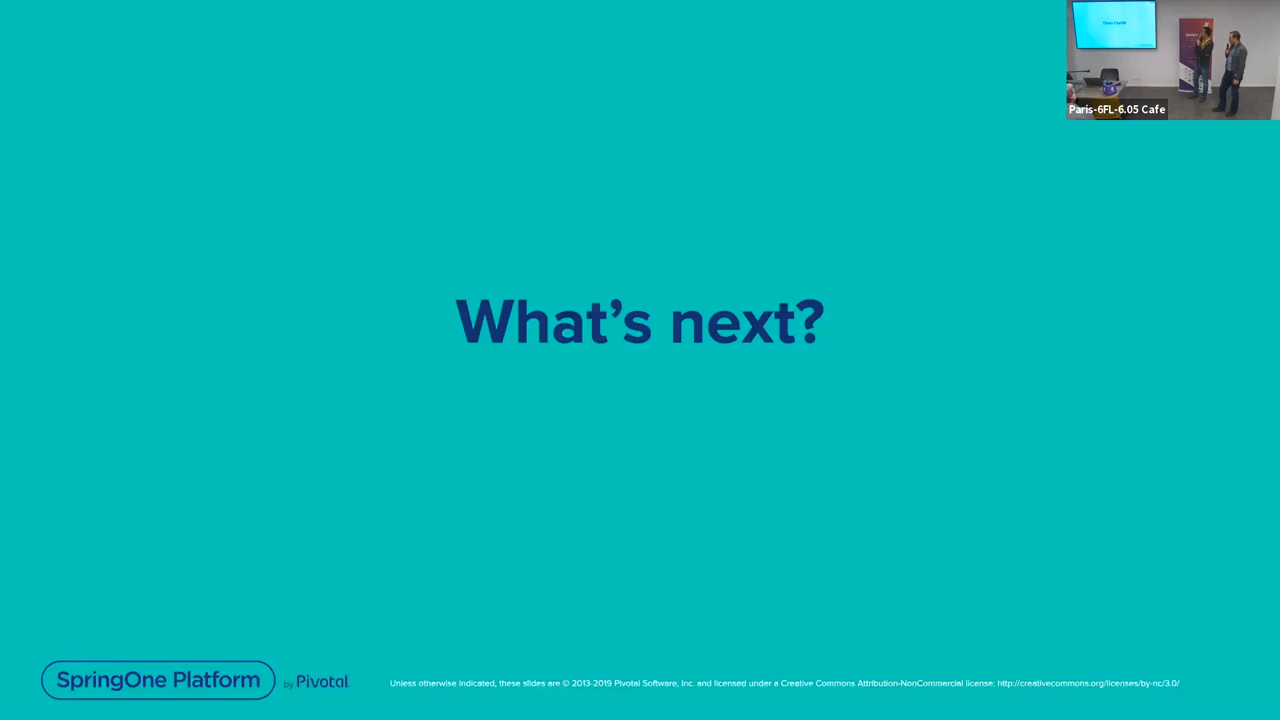 Paris-6FL-6.05 Cafe
What's next?
SpringOne Platform by Pivotal
Unless otherwise indicated, these slides are © 2013-2019 Pivotal Software, Inc. and licensed under a Creative Commons Attribution-NonCommercial license: http://creativecommons.org/licenses/by-nc/3.0/